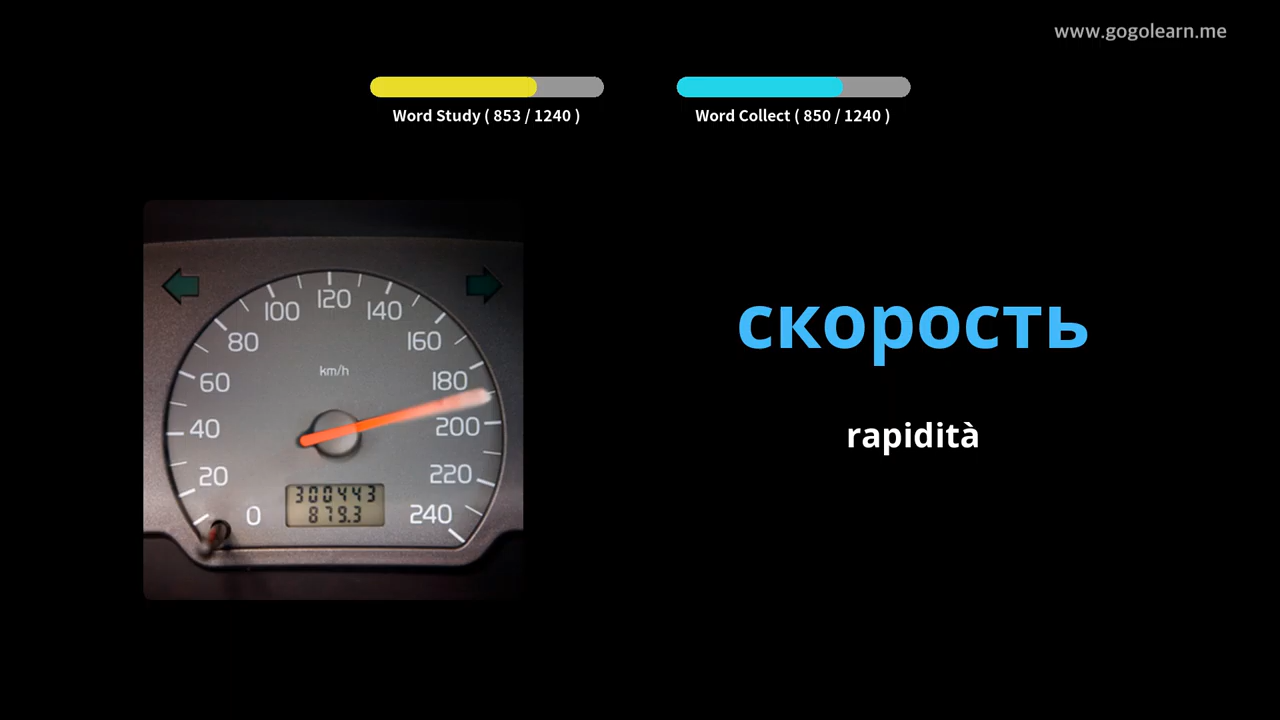 www.gogolearn.me
Word Study ( 853 / 1240 )
Word Collect ( 850 / 1240 )
120
100
140
80
160
km/h
60
180
40
200
20
220
300443
0
879.3
240
скорость
rapidità